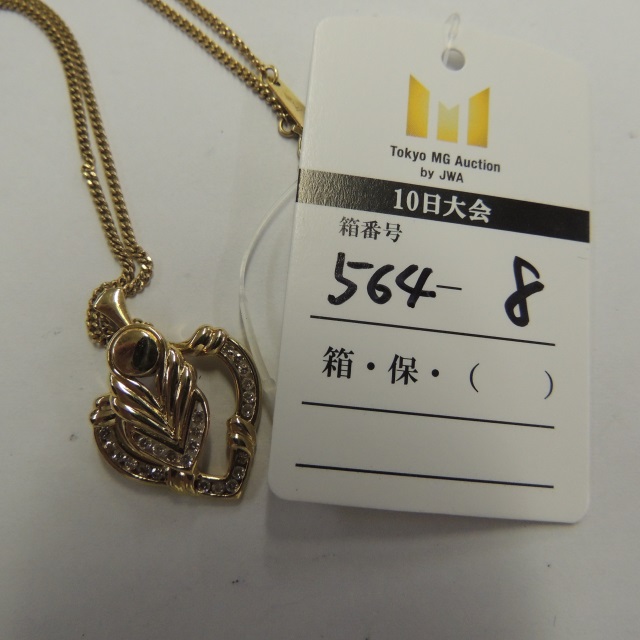 Tokyo MG Auction
by JWA
10日大会
箱番号
564- 8
箱・保・（　　）